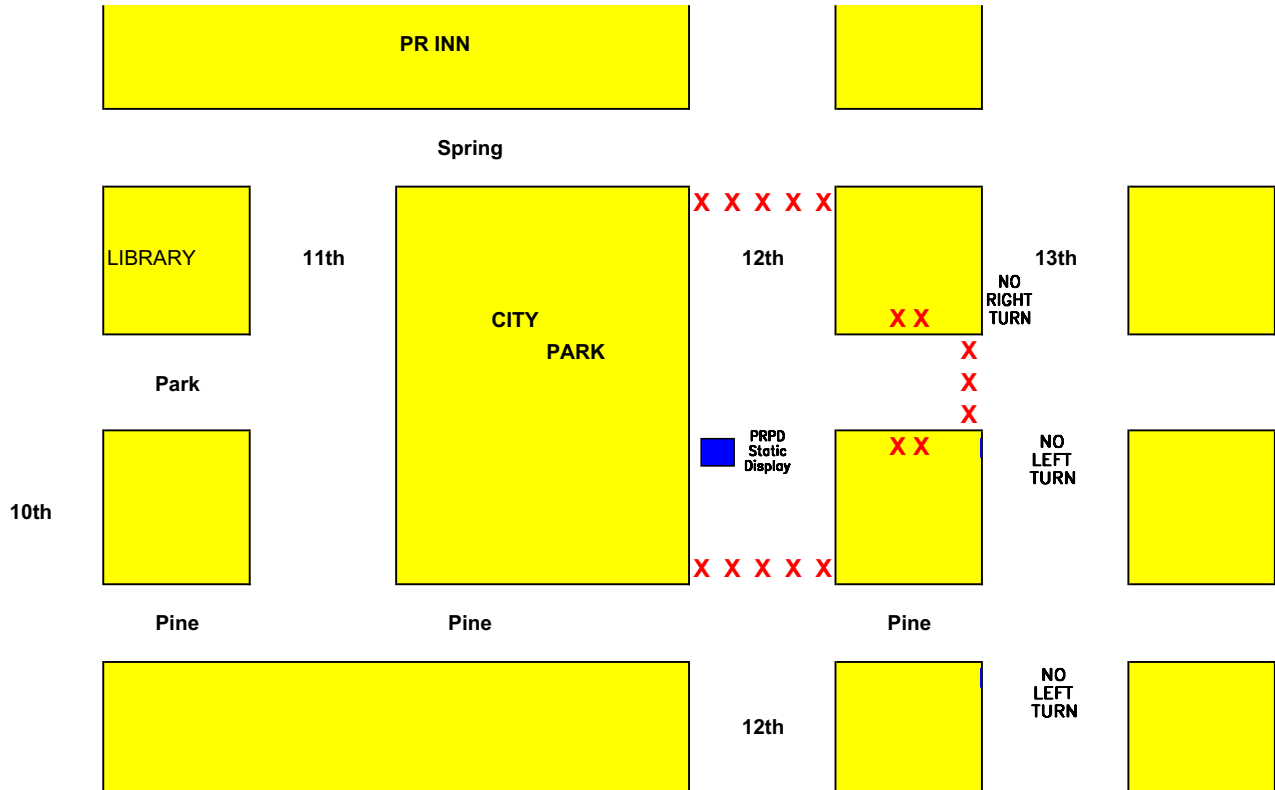 PR INN
Spring
X X X X X
LIBRARY
11th
12th
13th
NO
RIGHT
TURN
CITY
PARK
X X
X
X
X
Park
PRPD
Static
Display
X X
NO
LEFT
TURN
10th
X X X X X
Pine
Pine
Pine
NO
LEFT
TURN
12th